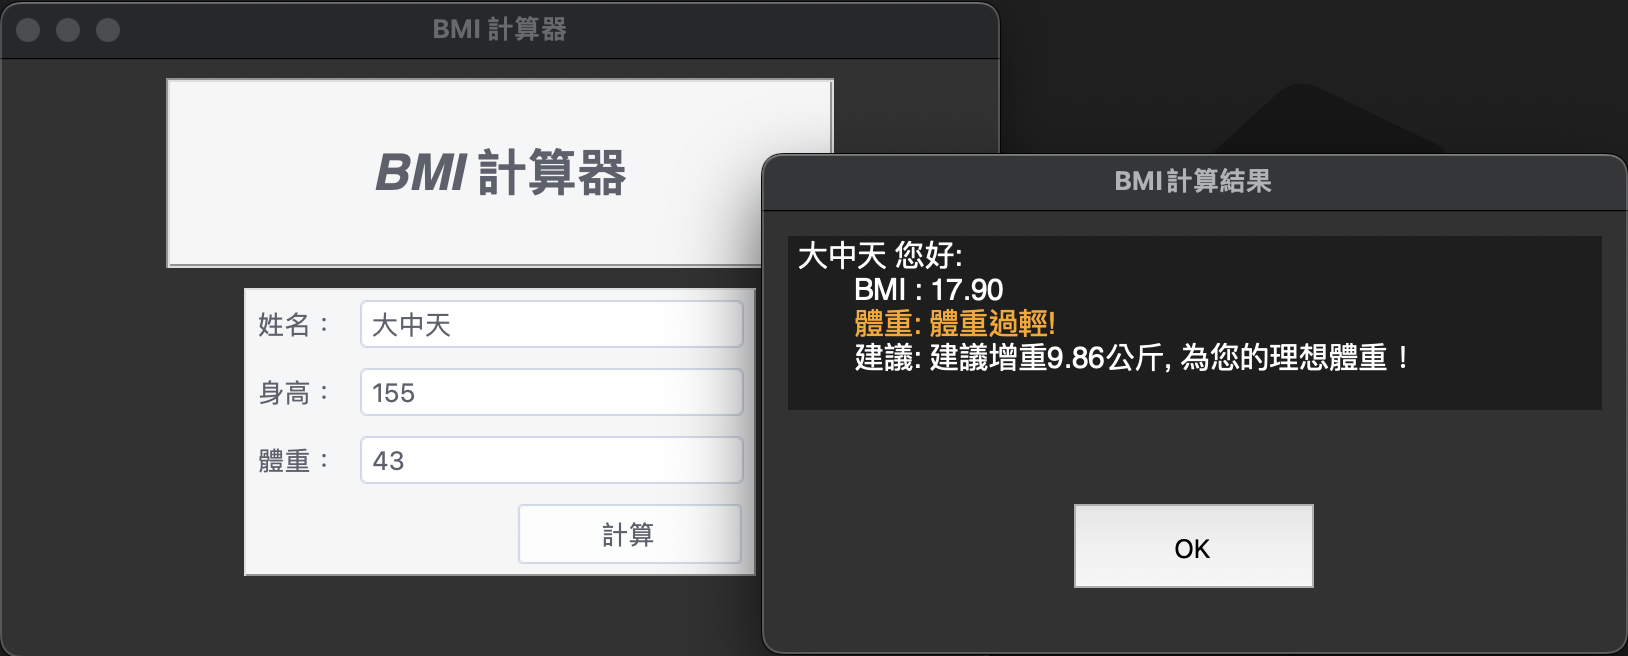 BMI 計算器
BMI 計算器
姓名： 大中天
身高： 155
體重： 43
計算
BMI計算結果
大中天 您好:
BMI : 17.90
體重: 體重過輕!
建議: 建議增重9.86公斤, 為您的理想體重！
OK